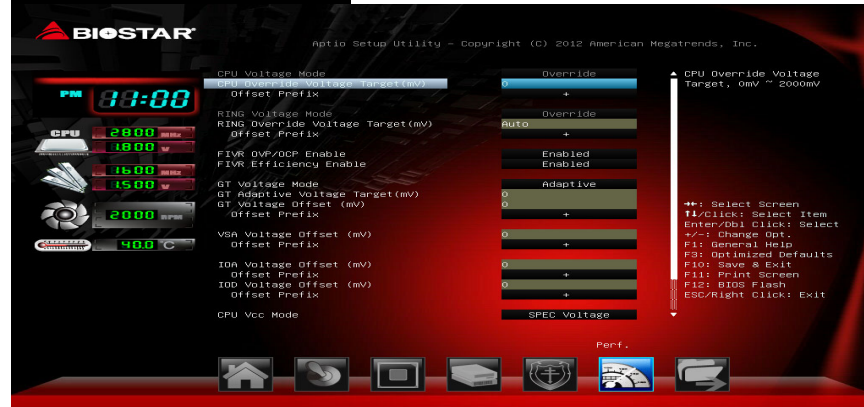 BIOSTAR
Aptio Setup Utility - Copyright (C) 2012 American Megatrends, Inc.
PM 11:00
CPU 2800 MHz
1.800 V
1600 MHz
1.500 V
2000 RPM
40.0 °C
CPU Voltage Mode Override
CPU Override Voltage Target(mV) 0
Offset Prefix +
RING Voltage Mode Override
RING Override Voltage Target(mV) Auto
Offset Prefix +
FIVR OVP/OCP Enable Enabled
FIVR Efficiency Enable Enabled
GT Voltage Mode Adaptive
GT Adaptive Voltage Target(mV) 0
GT Voltage Offset (mV) 0
Offset Prefix +
VSA Voltage Offset (mV) 0
Offset Prefix +
IOA Voltage Offset (mV) 0
Offset Prefix +
IOD Voltage Offset (mV) 0
Offset Prefix +
CPU Vcc Mode SPEC Voltage
CPU Override Voltage
Target, 0mV ~ 2000mV
→←: Select Screen
↑↓/Click: Select Item
Enter/Dbl Click: Select
+/-: Change Opt.
F1: General Help
F3: Optimized Defaults
F10: Save & Exit
F11: Print Screen
F12: BIOS Flash
ESC/Right Click: Exit
Perf.